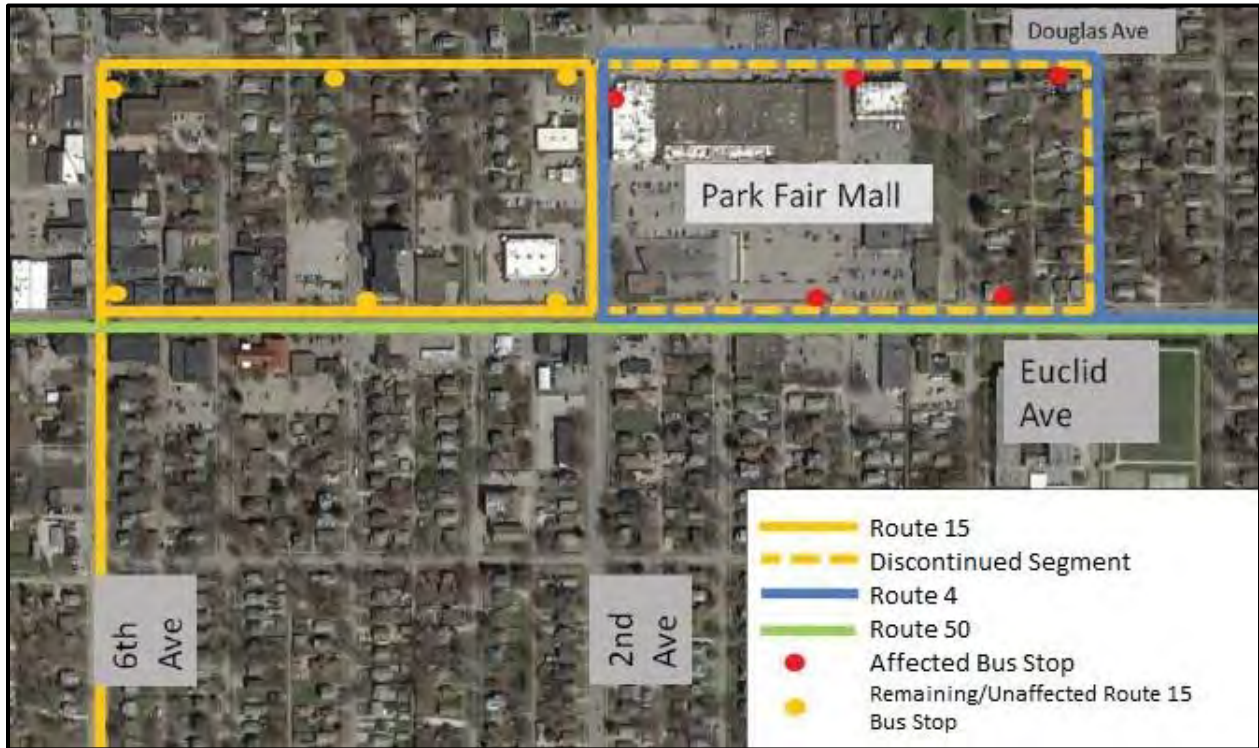 Douglas Ave
Park Fair Mall
Euclid
Ave
6th
Ave
2nd
Ave
Route 15
Discontinued Segment
Route 4
Route 50
Affected Bus Stop
Remaining/Unaffected Route 15
Bus Stop